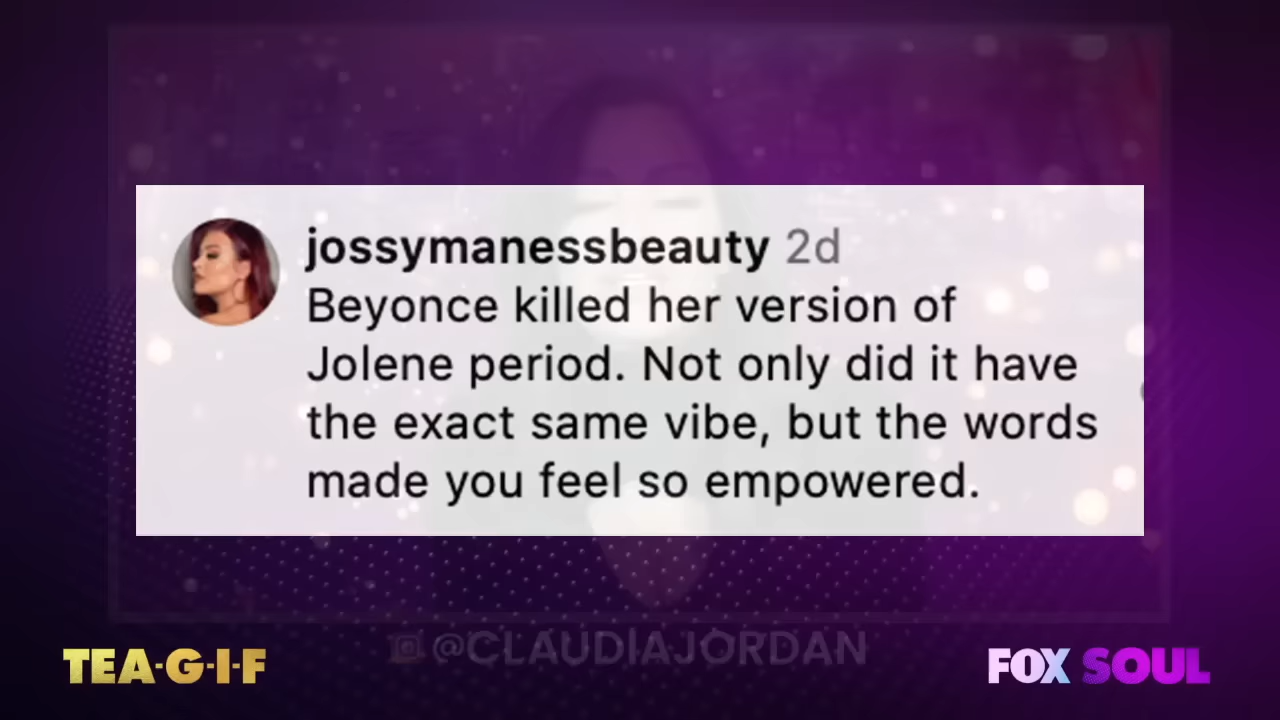 jossymanessbeauty 2d
Beyonce killed her version of
Jolene period. Not only did it have
the exact same vibe, but the words
made you feel so empowered.
@CLAUDIAJORDAN
TEA-G-I-F
FOX SOUL